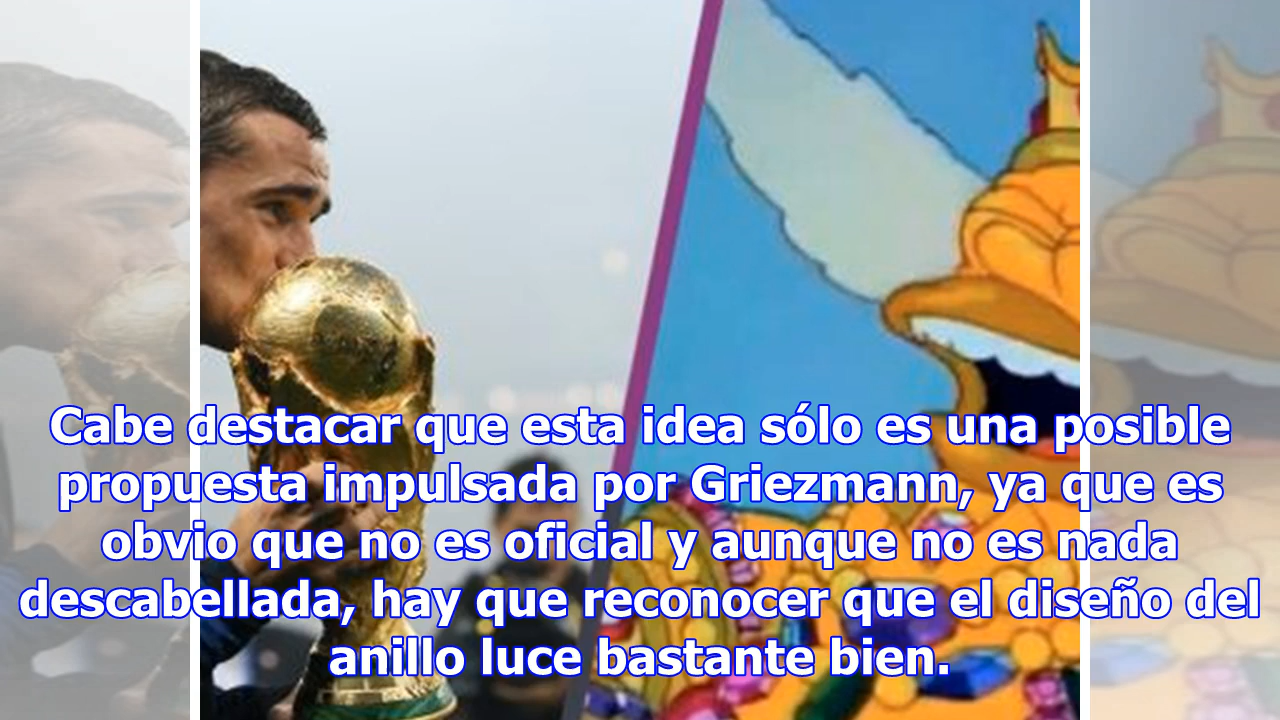 Cabe destacar que esta idea sólo es una posible
propuesta impulsada por Griezmann, ya que es
obvio que no es oficial y aunque no es nada
descabellada, hay que reconocer que el diseño del
anillo luce bastante bien.